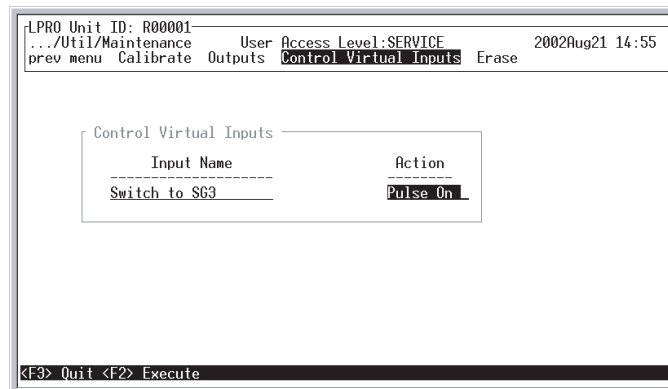 LPRO Unit ID: R00001
.../Util/Maintenance User Access Level:SERVICE 2002Aug21 14:55
prev menu Calibrate Outputs Control Virtual Inputs Erase
Control Virtual Inputs
Input Name Action
Switch to SG3 Pulse On
<F3> Quit <F2> Execute